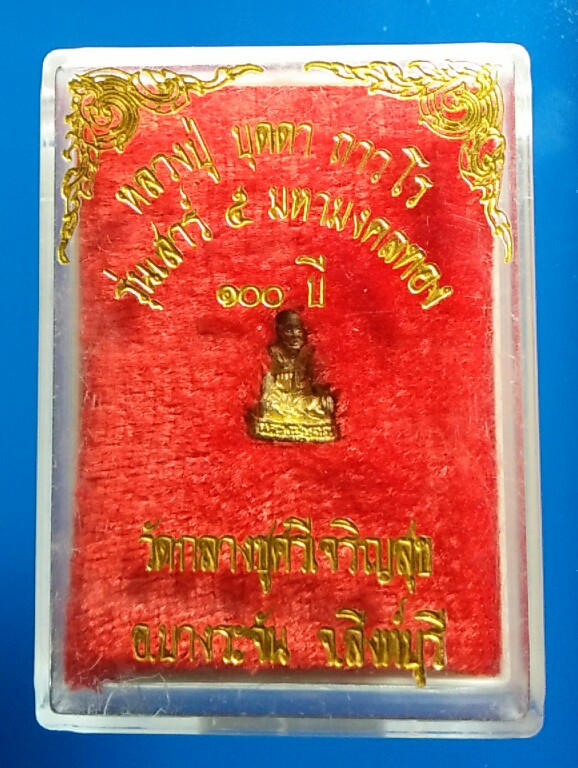 หลวงปู่ บุดดา ถาวโร
รุ่นเสาร์ ๕ มหามงคลทอง
๑๐๐ ปี
วัดกลางชูศรีเจริญสุข
อ.บางระจัน จ.สิงห์บุรี